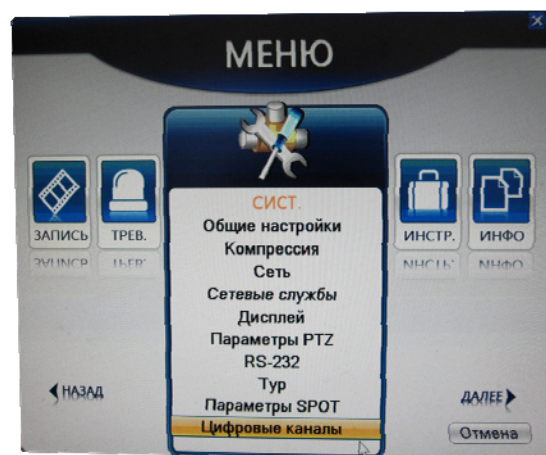 МЕНЮ
ЗАПИСЬ
ТРЕВ.
СИСТ.
Общие настройки
Компрессия
Сеть
Сетевые службы
Дисплей
Параметры PTZ
RS-232
Тур
Параметры SPOT
Цифровые каналы
ИНСТР.
ИНФО
НАЗАД
ДАЛЕЕ
Отмена